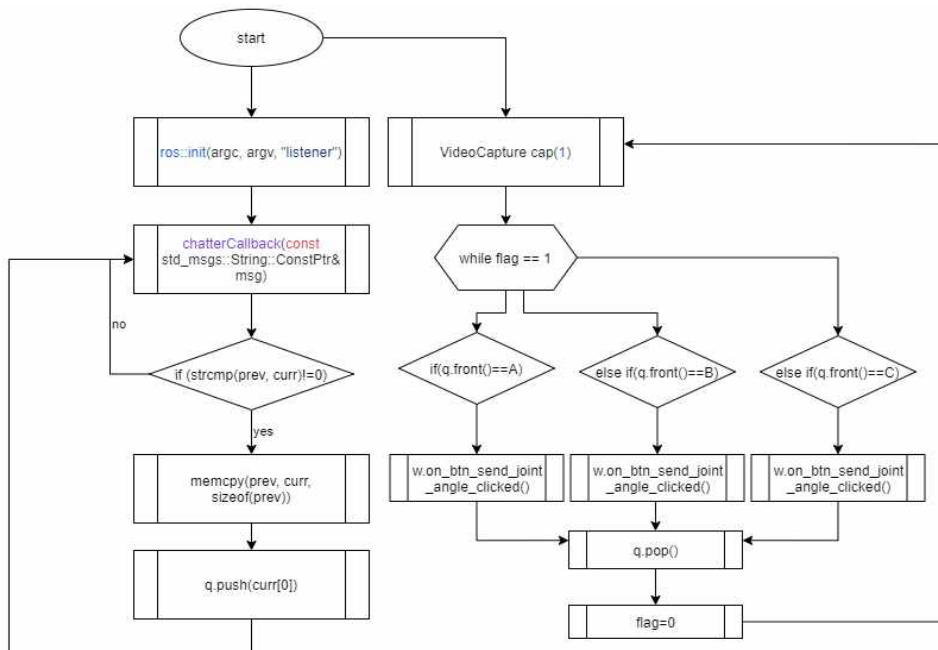 start
ros::init(argc, argv, "listener")
VideoCapture cap(1)
chatterCallback(const
std_msgs::String::ConstPtr&
msg)
while flag == 1
no
if (strcmp(prev, curr)!=0)
if(q.front()==A)
else if(q.front()==B)
else if(q.front()==C)
yes
memcpy(prev, curr,
sizeof(prev))
w.on_btn_send_joint
_angle_clicked()
w.on_btn_send_joint
_angle_clicked()
w.on_btn_send_joint
_angle_clicked()
q.push(curr[0])
q.pop()
flag=0